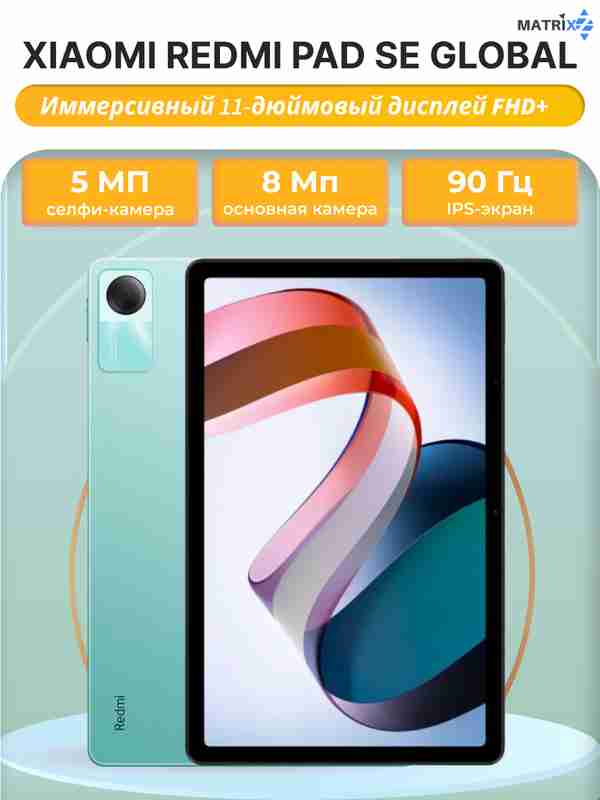 MATRIX
XIAOMI REDMI PAD SE GLOBAL
Иммерсивный 11-дюймовый дисплей FHD+
5 МП
селфи-камера
8 Мп
основная камера
90 Гц
IPS-экран
Redmi